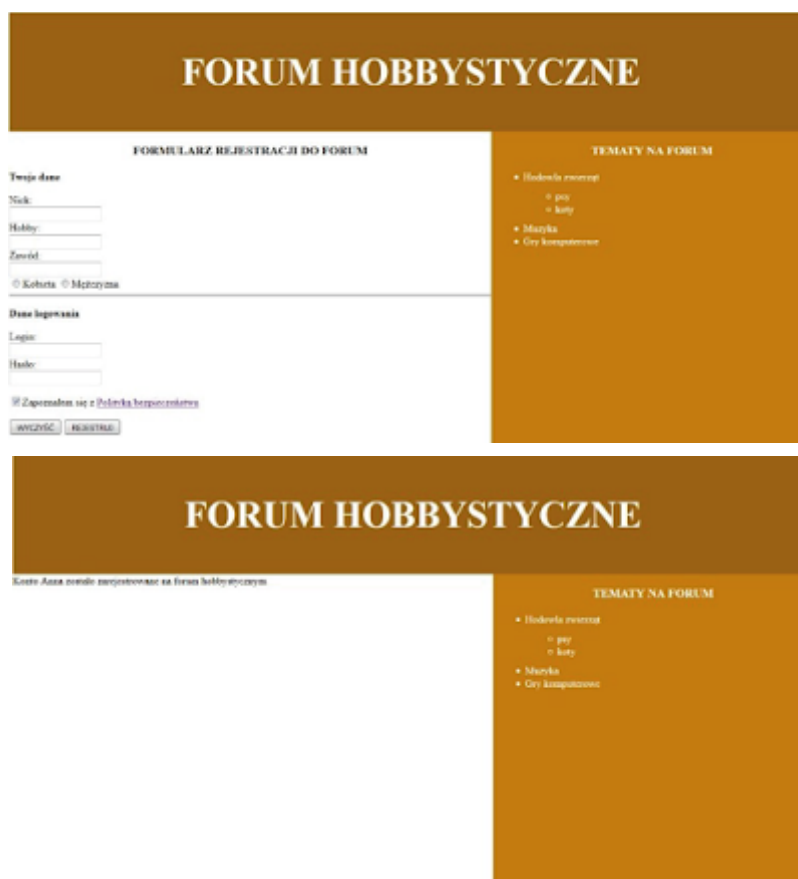 FORUM HOBBYSTYCZNE
FORMULARZ REJESTRACJI DO FORUM
Twoje dane
Nick:
Hobby:
Zawód:
Kobieta Mężczyzna
Dane logowania
Login:
Hasło:
Zapoznałem się z Polityką bezpieczeństwa
WYCZYŚĆ REJESTRUJ
TEMATY NA FORUM
Hodowla zwierząt
psy
koty
Muzyka
Gry komputerowe
FORUM HOBBYSTYCZNE
Konto Anna zostało zarejestrowane na forum hobbystycznym
TEMATY NA FORUM
Hodowla zwierząt
psy
koty
Muzyka
Gry komputerowe